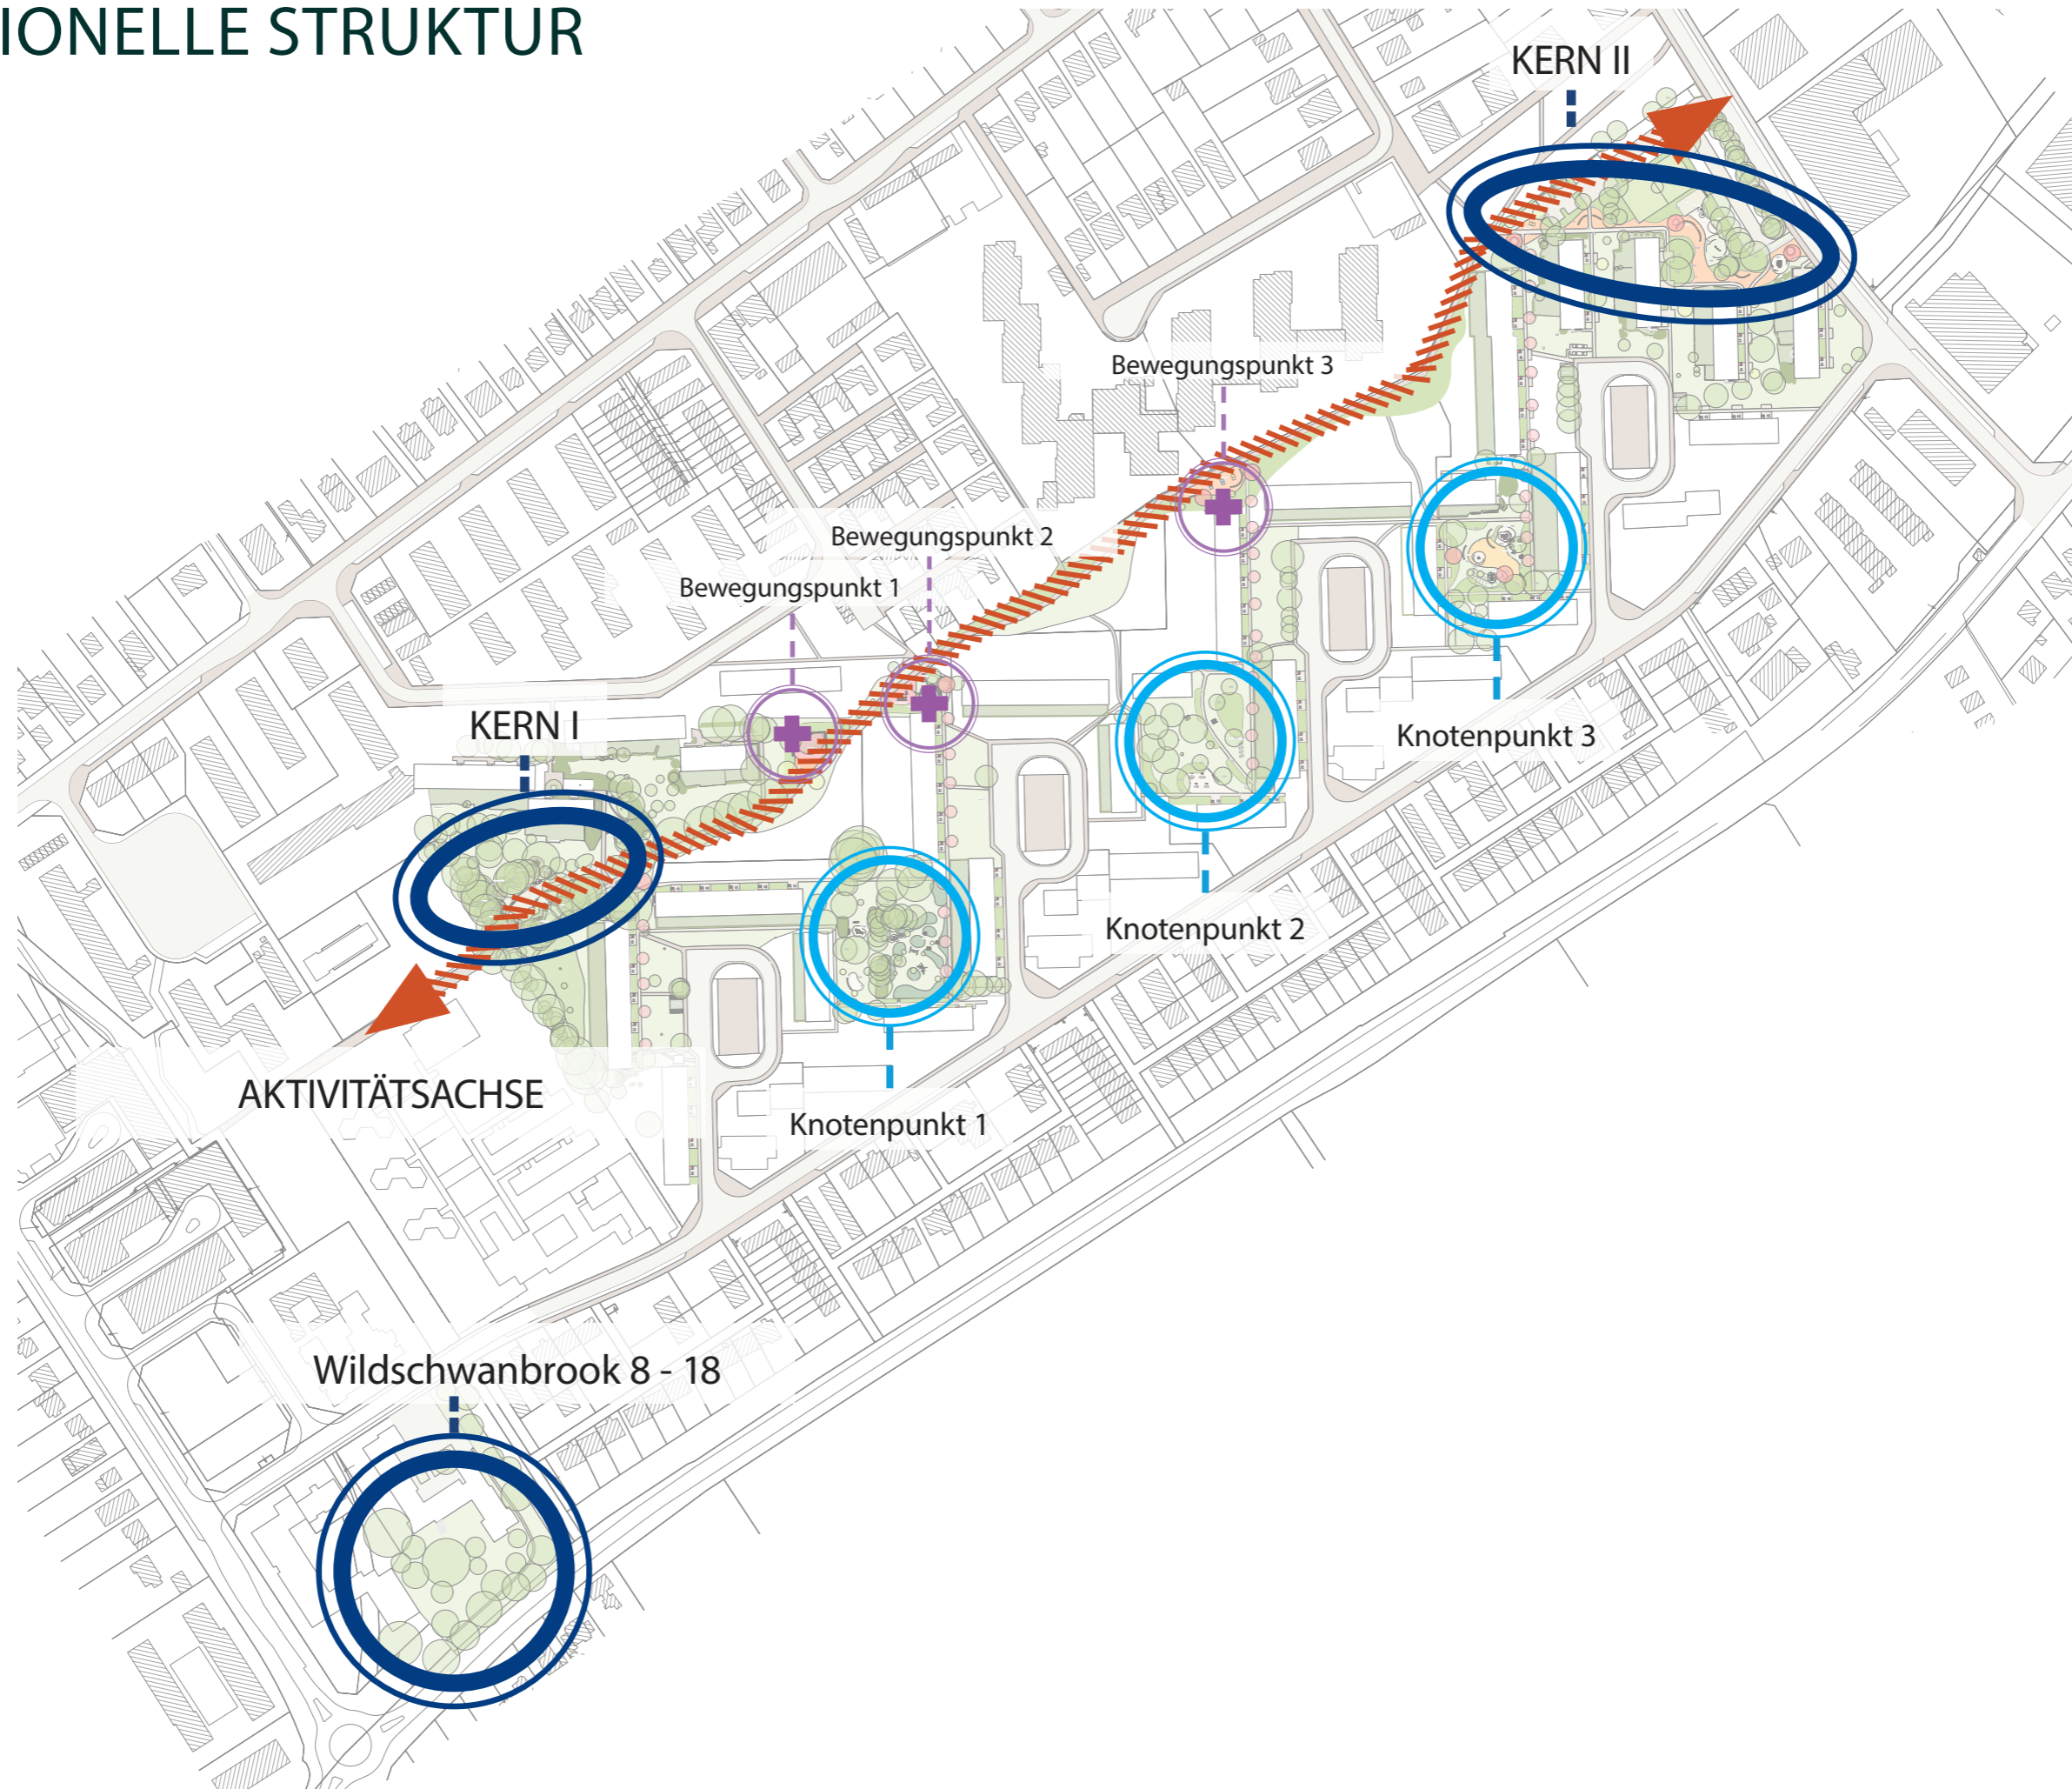 IONELLE STRUKTUR
KERN II
Bewegungspunkt 3
Bewegungspunkt 2
Bewegungspunkt 1
KERN I
Knotenpunkt 3
Knotenpunkt 2
AKTIVITÄTSACHSE
Knotenpunkt 1
Wildschwanbrook 8 - 18